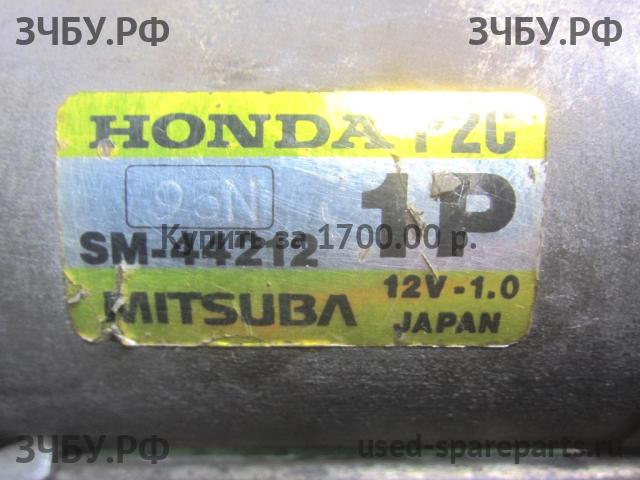 ЗЧБУ.РФ ЗЧБУ.РФ
HONDA P2C
95N
1P
SM-44212
Купить за 1700.00 р.
MITSUBA 12V-1.0
JAPAN
ЗЧБУ.РФ used-spareparts.ru